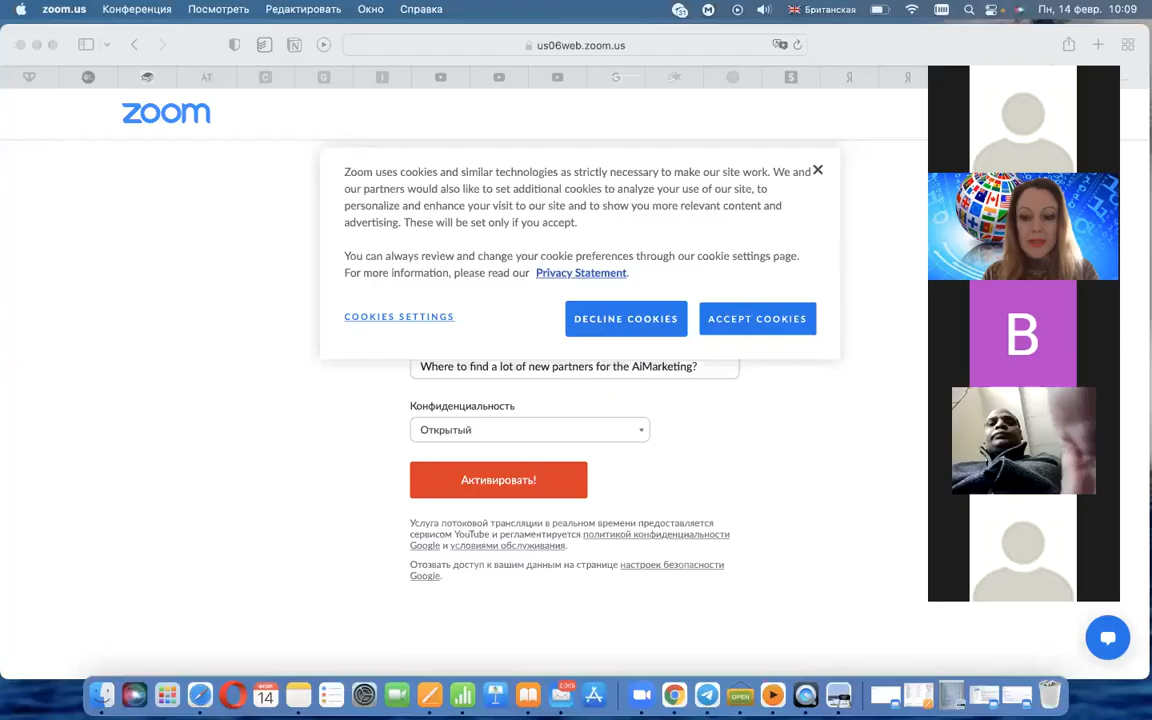 zoom.us Конференция Посмотреть Редактировать Окно Справка Британская Пн, 14 февр. 10:09
us06web.zoom.us
zoom
Zoom uses cookies and similar technologies as strictly necessary to make our site work. We and
our partners would also like to set additional cookies to analyze your use of our site, to
personalize and enhance your visit to our site and to show you more relevant content and
advertising. These will be set only if you accept.
You can always review and change your cookie preferences through our cookie settings page.
For more information, please read our Privacy Statement.
COOKIES SETTINGS
DECLINE COOKIES
ACCEPT COOKIES
B
Where to find a lot of new partners for the AiMarketing?
Конфиденциальность
Открытый
Активировать!
Услуга потоковой трансляции в реальном времени предоставляется
сервисом YouTube и регламентируется политикой конфиденциальности
Google и условиями обслуживания.
Отозвать доступ к вашим данным на странице настроек безопасности
Google.
14
OPEN